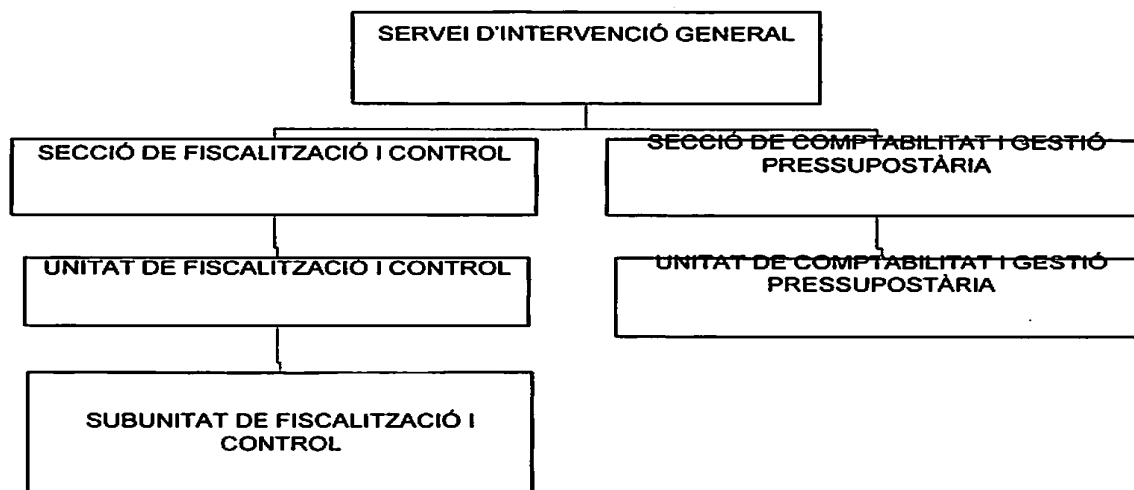 SERVEI D'INTERVENCIÓ GENERAL
SECCIÓ DE FISCALITZACIÓ I CONTROL
SECCIÓ DE COMPTABILITAT I GESTIÓ
PRESSUPOSTÀRIA
UNITAT DE FISCALITZACIÓ I CONTROL
UNITAT DE COMPTABILITAT I GESTIÓ
PRESSUPOSTÀRIA
SUBUNITAT DE FISCALITZACIÓ I
CONTROL